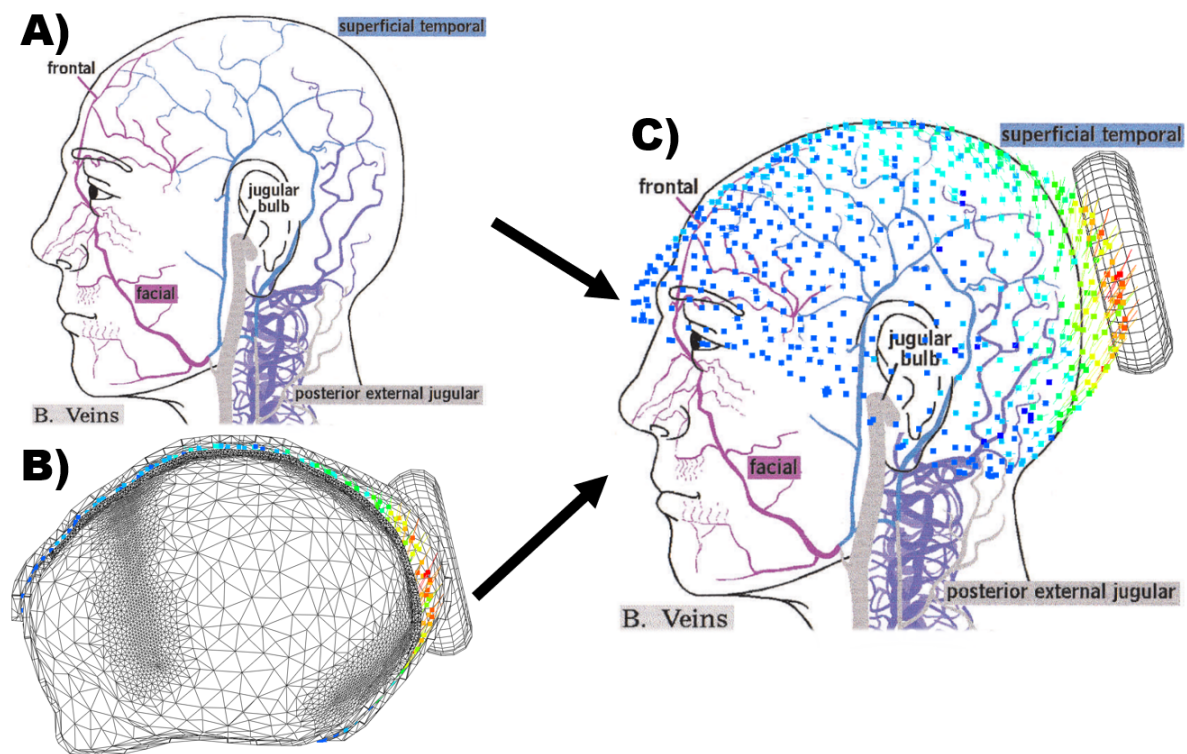 A)
superficial temporal
frontal
jugular
bulb
facial
posterior external jugular
B. Veins
B)
C)
superficial temporal
frontal
jugular
bulb
facial
posterior external jugular
B. Veins